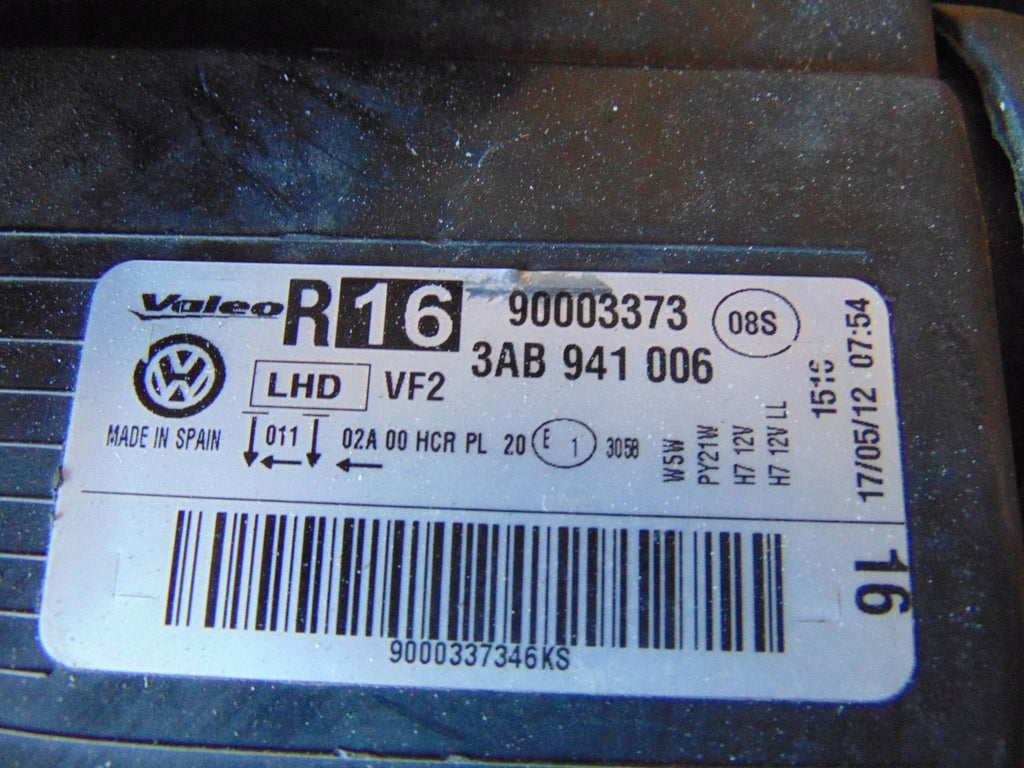 Valeo R 16 90003373 08S
3AB 941 006
LHD VF2
MADE IN SPAIN
011 02A 00 HCR PL 20 E 1 3058
W5W
PY21W
H7 12V
H7 12V LL
17/05/12 07:54
16
9000337346KS